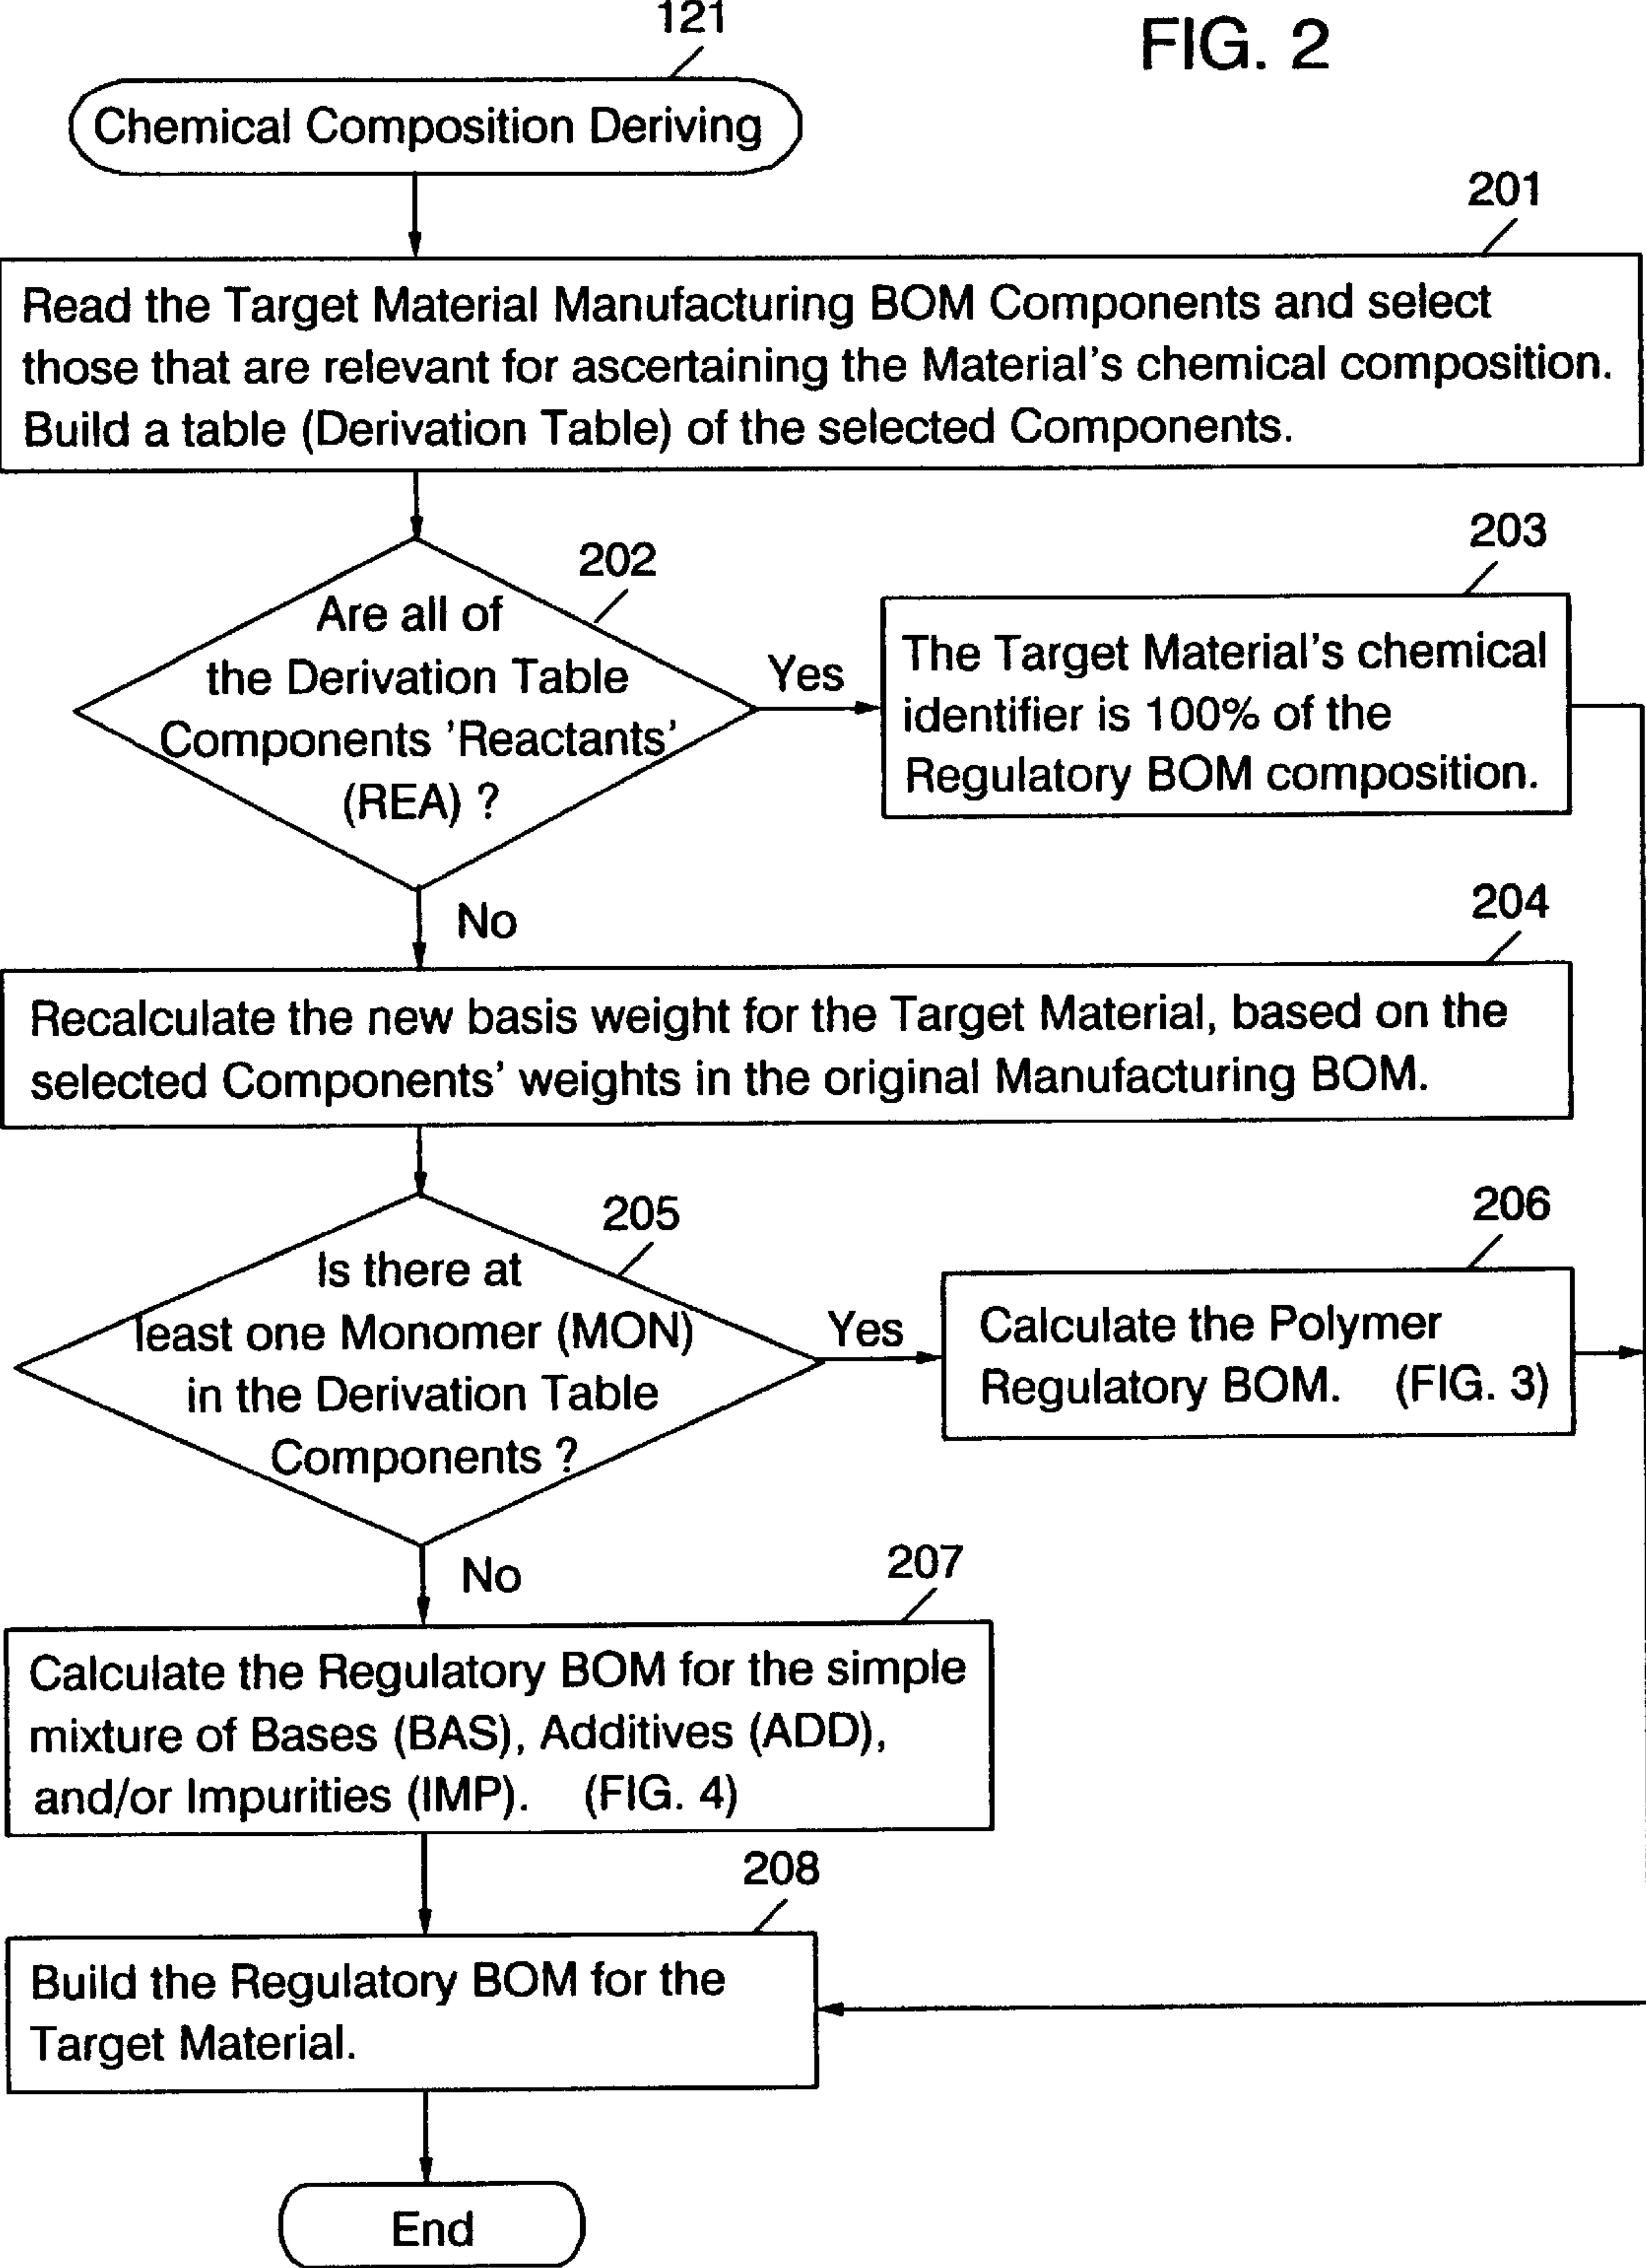 121
FIG. 2
Chemical Composition Deriving
201
Read the Target Material Manufacturing BOM Components and select
those that are relevant for ascertaining the Material's chemical composition.
Build a table (Derivation Table) of the selected Components.
202
Are all of
the Derivation Table
Components 'Reactants'
(REA) ?
Yes
203
The Target Material's chemical
identifier is 100% of the
Regulatory BOM composition.
No
204
Recalculate the new basis weight for the Target Material, based on the
selected Components' weights in the original Manufacturing BOM.
205
Is there at
least one Monomer (MON)
in the Derivation Table
Components ?
Yes
206
Calculate the Polymer
Regulatory BOM. (FIG. 3)
No
207
Calculate the Regulatory BOM for the simple
mixture of Bases (BAS), Additives (ADD),
and/or Impurities (IMP). (FIG. 4)
208
Build the Regulatory BOM for the
Target Material.
End